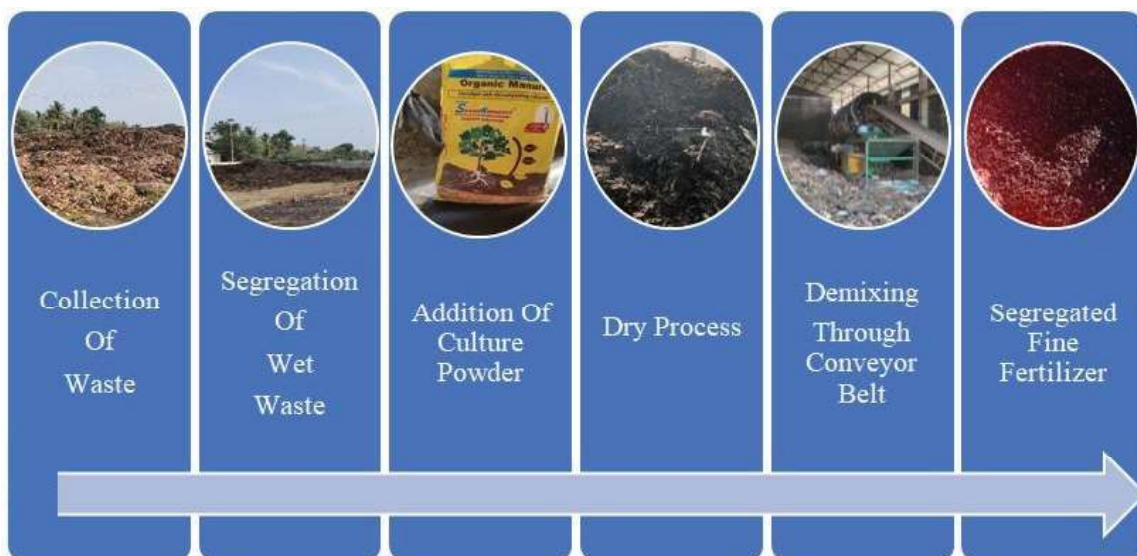 Organic Manure
Collection
Of
Waste
Segregation
Of
Wet
Waste
Addition Of
Culture
Powder
Dry Process
Demixing
Through
Conveyor
Belt
Segregated
Fine
Fertilizer